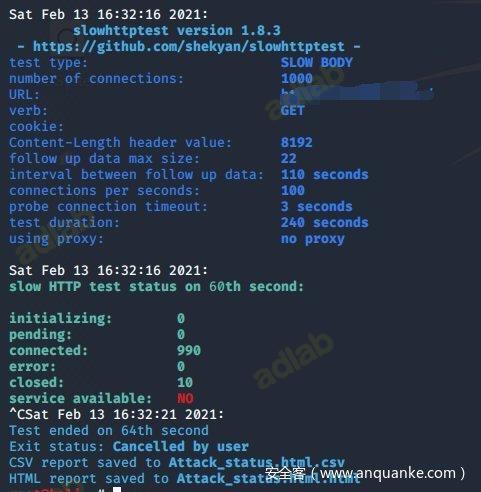 Sat Feb 13 16:32:16 2021:
slowhttptest version 1.8.3
- https://github.com/shekyan/slowhttptest -
test type: SLOW BODY
number of connections: 1000
URL:
verb: GET
cookie:
Content-Length header value: 8192
follow up data max size: 22
interval between follow up data: 110 seconds
connections per seconds: 100
probe connection timeout: 3 seconds
test duration: 240 seconds
using proxy: no proxy
Sat Feb 13 16:32:16 2021:
slow HTTP test status on 60th second:
initializing: 0
pending: 0
connected: 990
error: 0
closed: 10
service available: NO
^CSat Feb 13 16:32:21 2021:
Test ended on 64th second
Exit status: Cancelled by user
CSV report saved to Attack_status.html.csv
HTML report saved to Attack_status.html.html
安全客（www.anquanke.com）
adlab
adlab
adlab
adlab